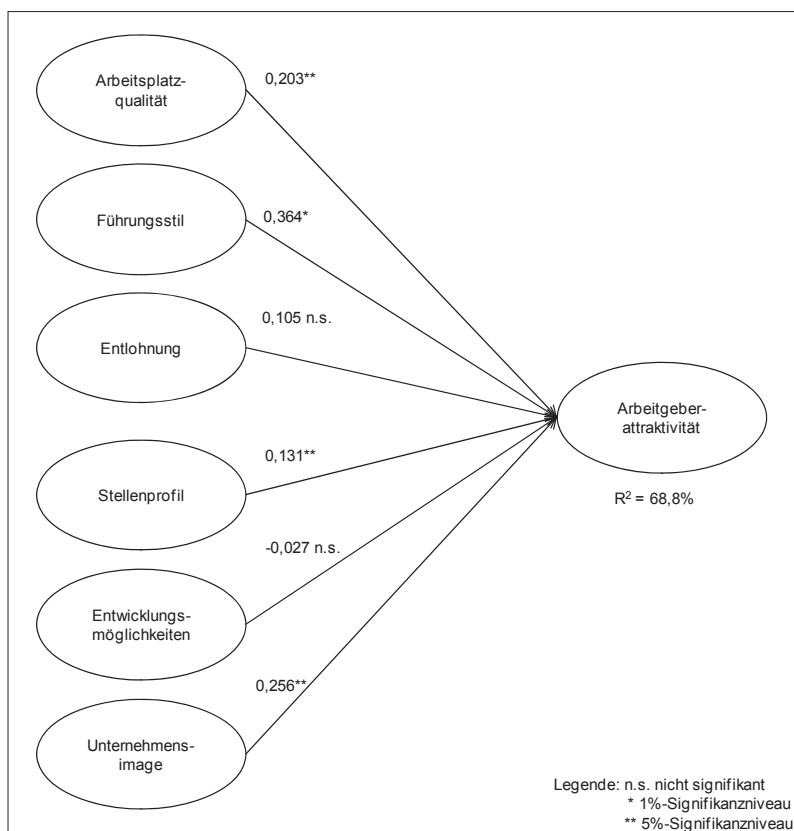 Arbeitsplatz-
qualität
0,203**
Führungsstil
0,364*
Entlohnung
0,105 n.s.
Arbeitgeber-
attraktivität
R² = 68,8%
Stellenprofil
0,131**
-0,027 n.s.
Entwicklungs-
möglichkeiten
0,256**
Unternehmens-
image
Legende: n.s. nicht signifikant
* 1%-Signifikanzniveau
** 5%-Signifikanzniveau